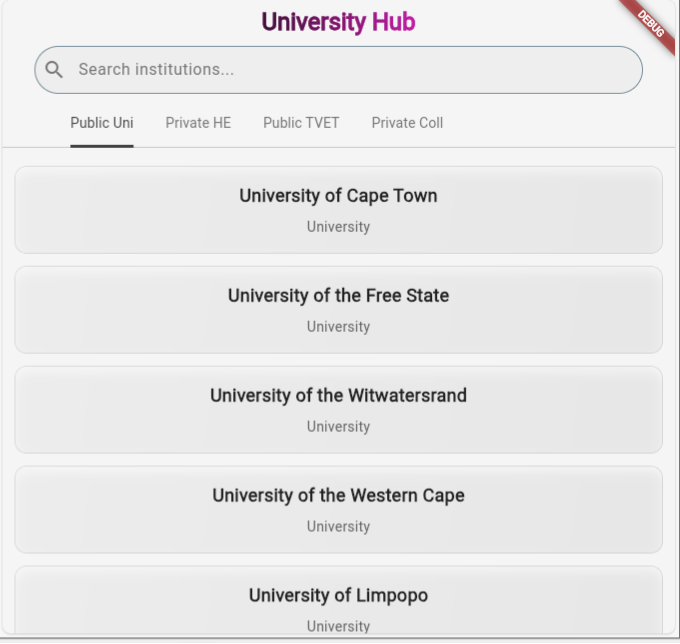 University Hub
DEBUG
Search institutions...
Public Uni Private HE Public TVET Private Coll
University of Cape Town
University
University of the Free State
University
University of the Witwatersrand
University
University of the Western Cape
University
University of Limpopo
University